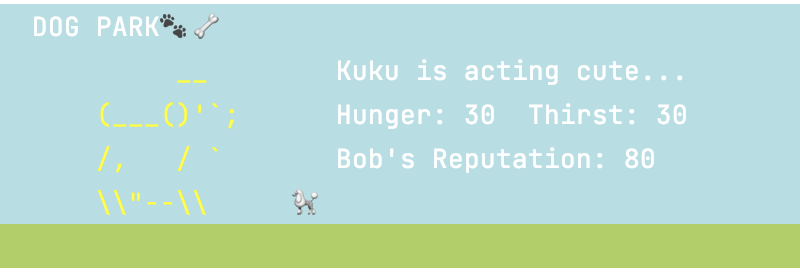 DOG PARK🐾🦴
Kuku is acting cute...
Hunger: 30  Thirst: 30
Bob's Reputation: 80